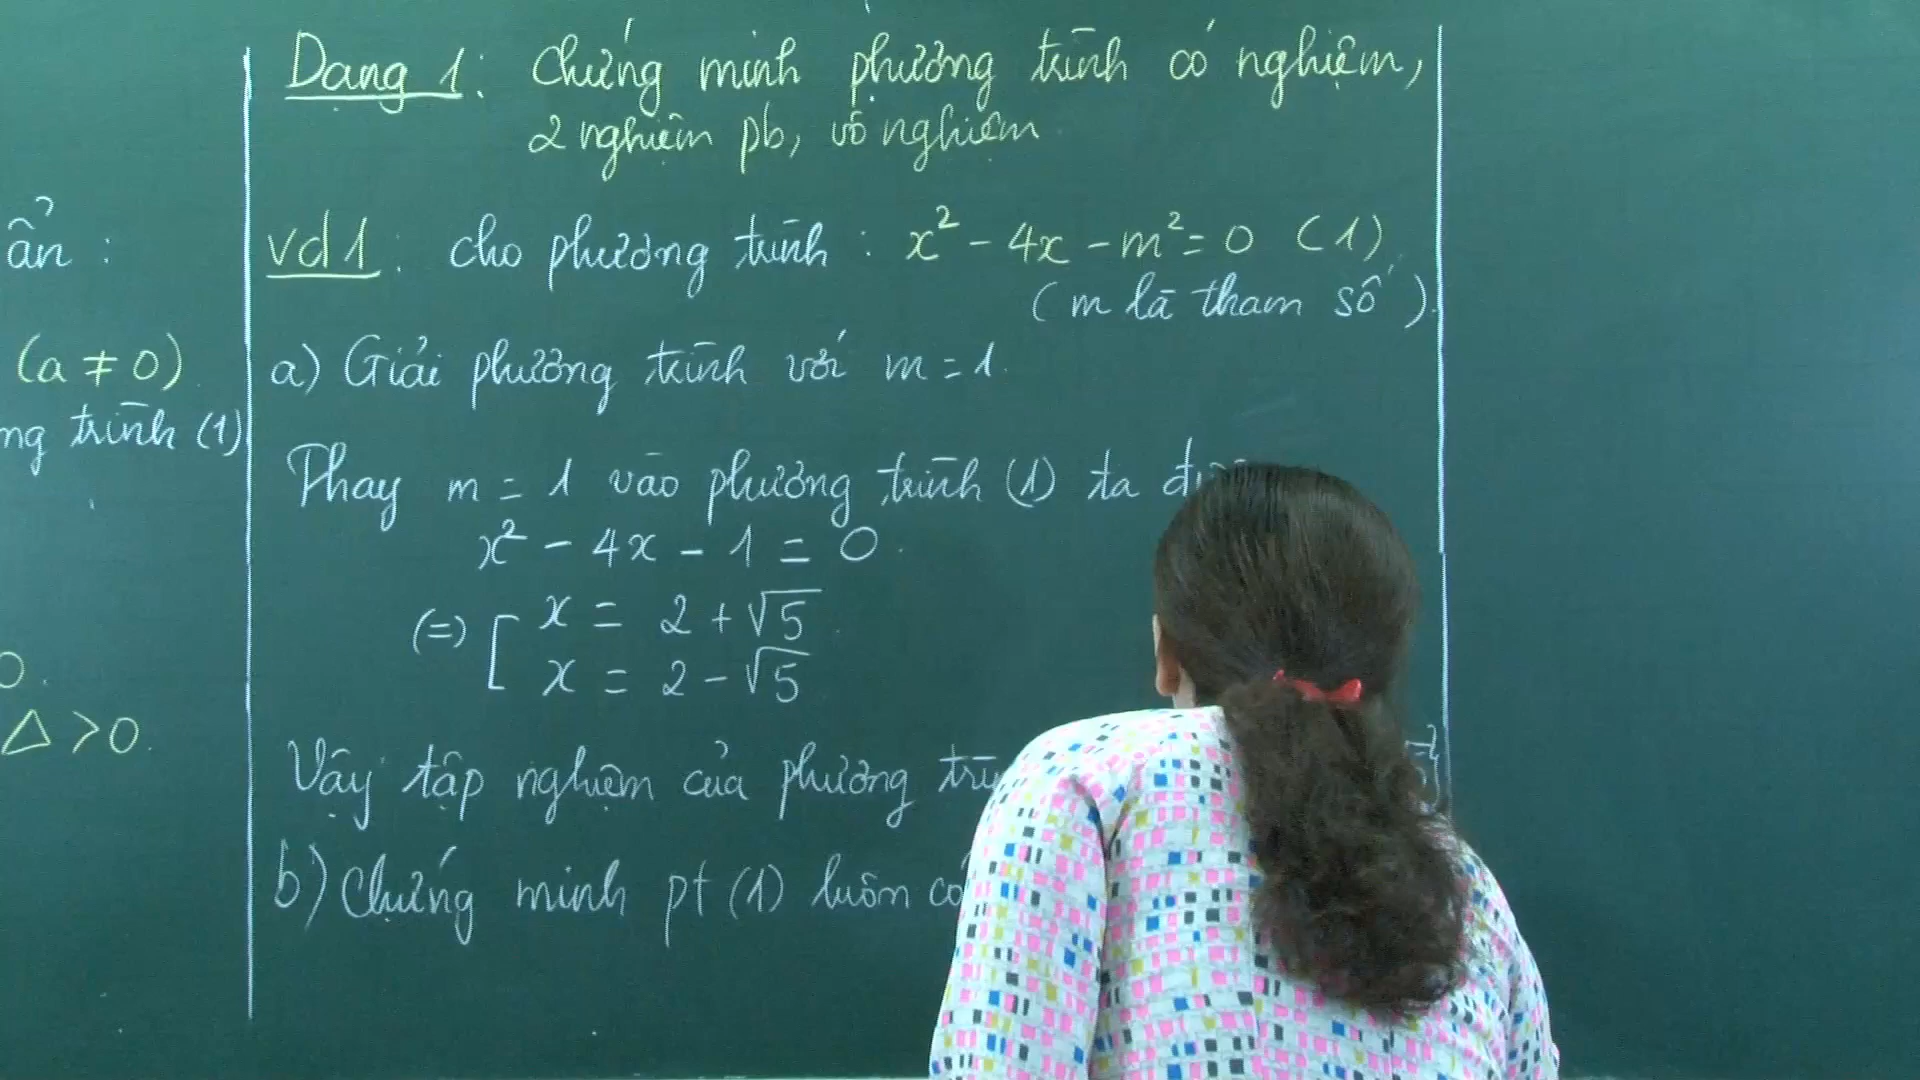 ẩn :
(a ≠ 0)
ng trình (1)
0.
Δ > 0.
Dạng 1: Chứng minh phương trình có nghiệm,
2 nghiệm pb, vô nghiệm
vd1: cho phương trình : x² - 4x - m² = 0 (1)
(m là tham số).
a) Giải phương trình với m = 1.
Thay m = 1 vào phương trình (1) ta
x² - 4x - 1 = 0.
(=) [ x = 2 + √5
x = 2 - √5
Vậy tập nghiệm của phương
b) Chứng minh pt (1) luôn có